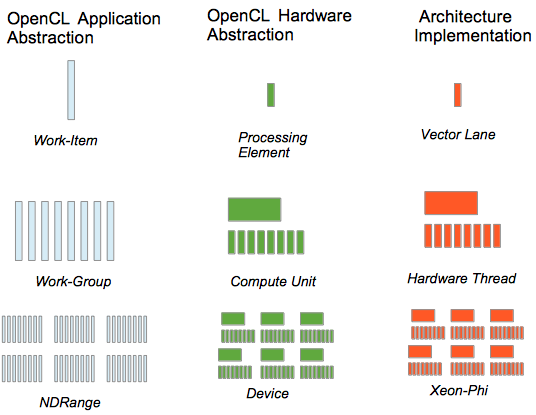 OpenCL Application
Abstraction
OpenCL Hardware
Abstraction
Architecture
Implementation
Work-Item
Processing
Element
Vector Lane
Work-Group
Compute Unit
Hardware Thread
NDRange
Device
Xeon-Phi